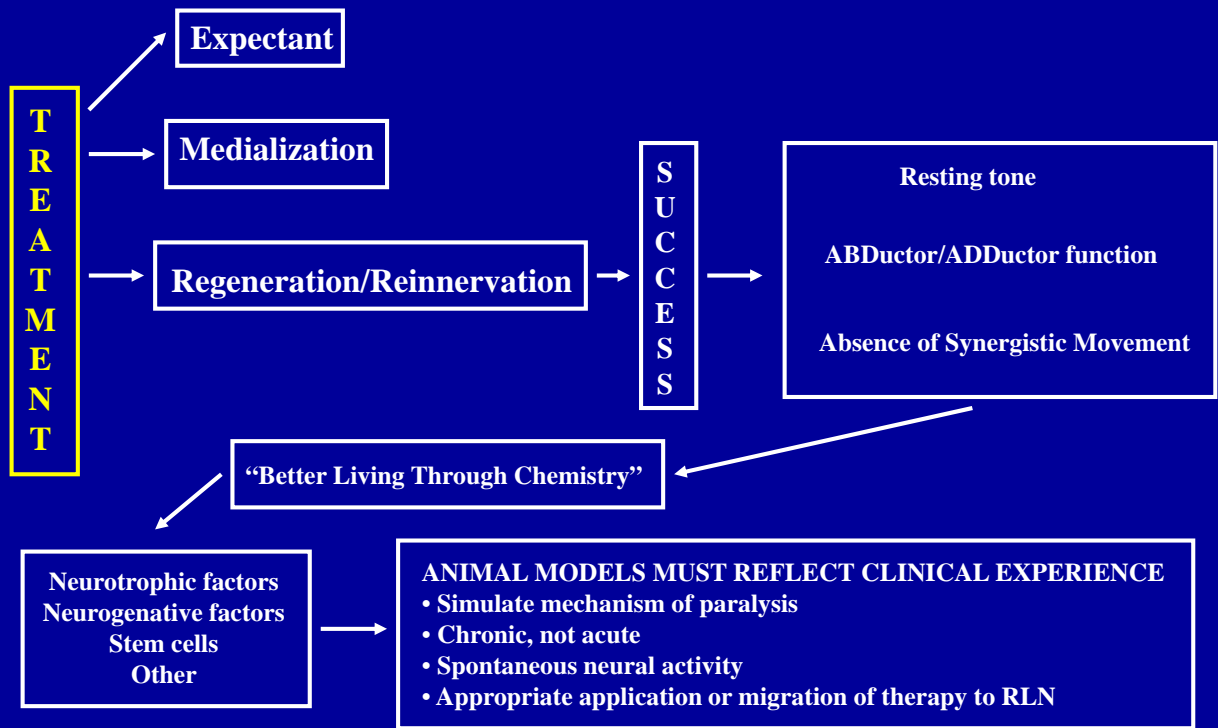 TREATMENT
Expectant
Medialization
Regeneration/Reinnervation
SUCCESS
Resting tone
ABDuctor/ADDuctor function
Absence of Synergistic Movement
“Better Living Through Chemistry”
Neurotrophic factors
Neurogenative factors
Stem cells
Other
ANIMAL MODELS MUST REFLECT CLINICAL EXPERIENCE
• Simulate mechanism of paralysis
• Chronic, not acute
• Spontaneous neural activity
• Appropriate application or migration of therapy to RLN